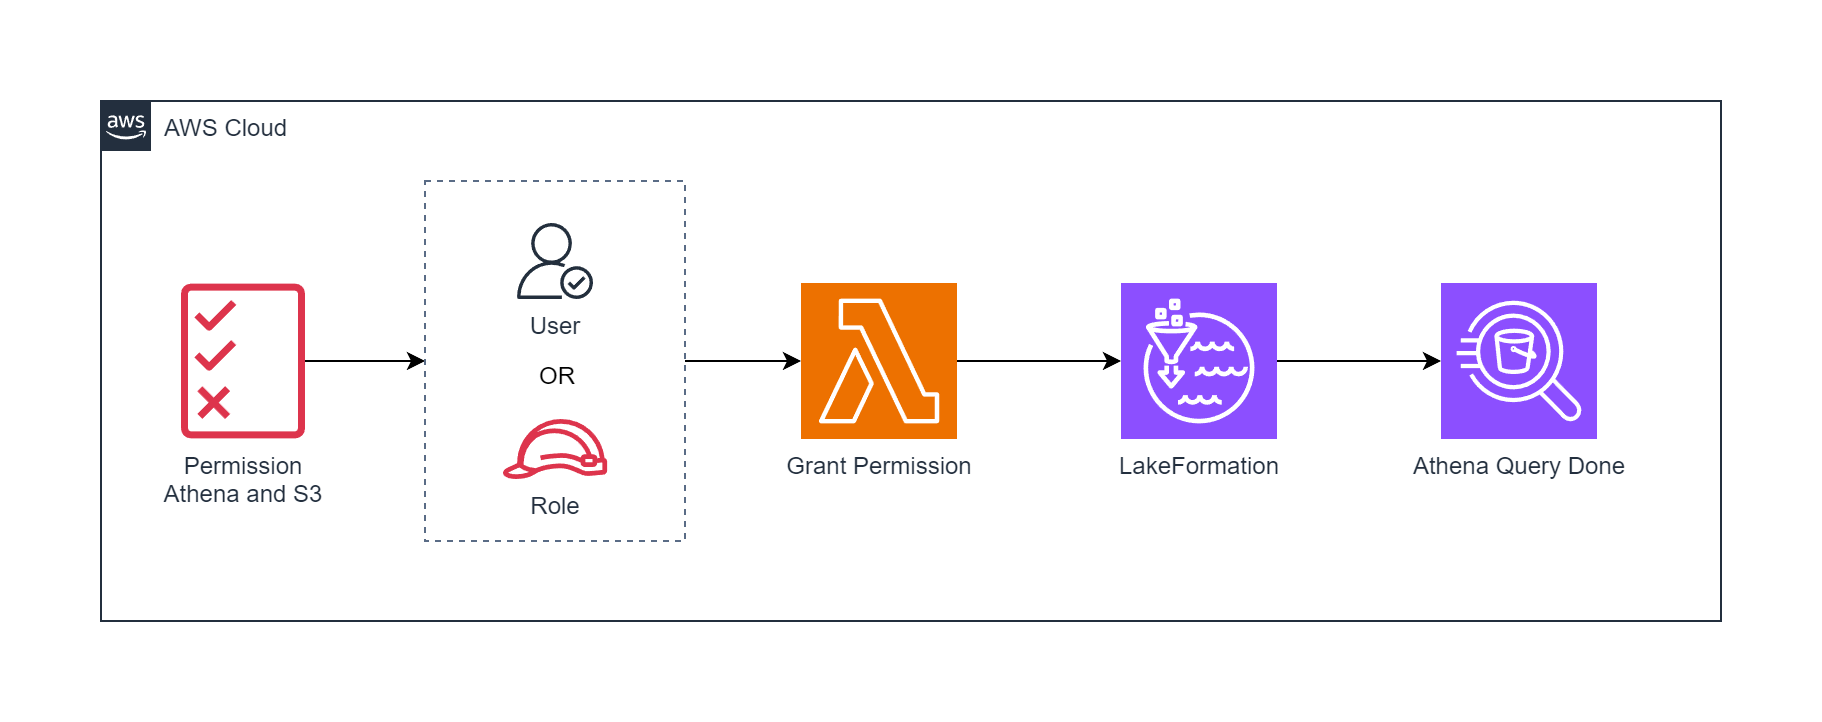 aws
AWS Cloud
Permission
Athena and S3
User
OR
Role
Grant Permission
LakeFormation
Athena Query Done